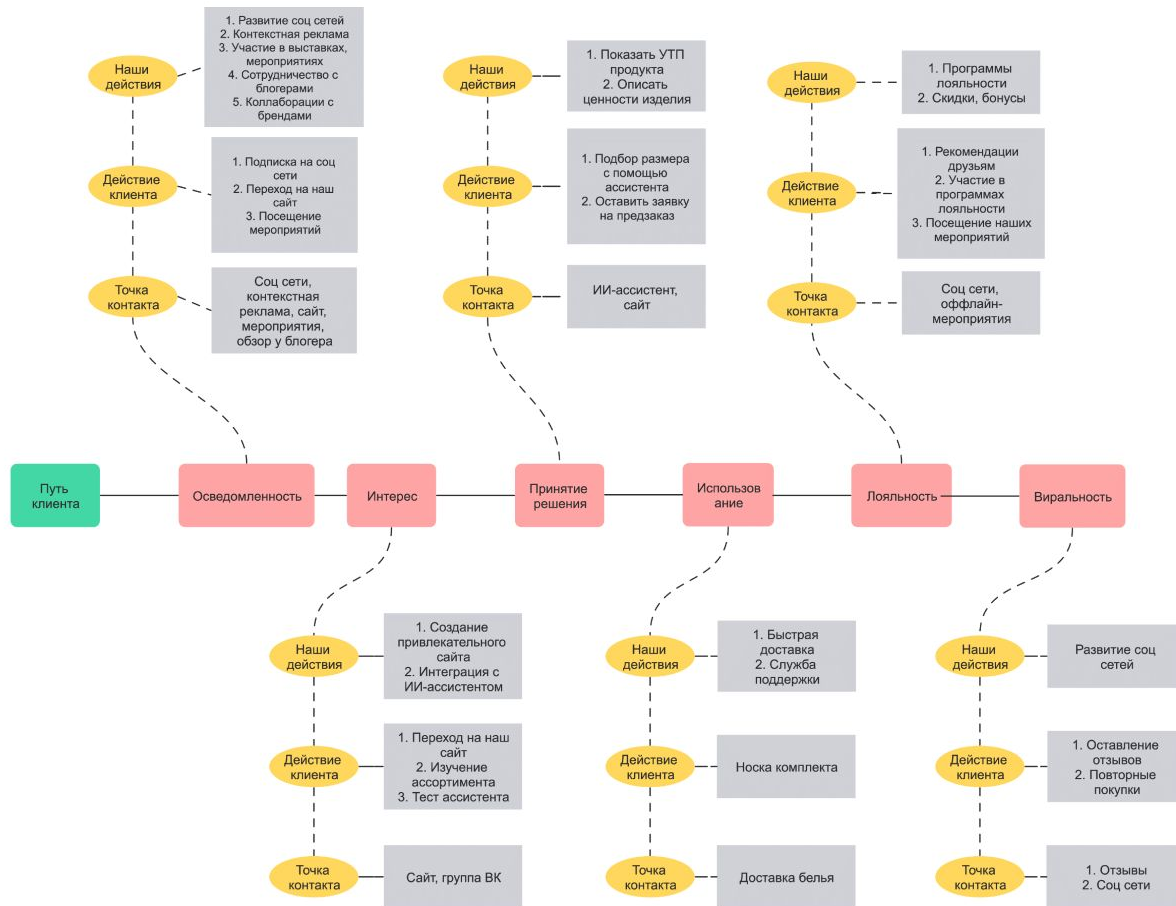 1. Развитие соц сетей
2. Контекстная реклама
3. Участие в выставках,
мероприятиях
4. Сотрудничество с
блогерами
5. Коллаборации с
брендами
Наши
действия
1. Подписка на соц
сети
2. Переход на наш
сайт
3. Посещение
мероприятий
Действие
клиента
Соц сети,
контекстная
реклама, сайт,
мероприятия,
обзор у блогера
Точка
контакта
Наши
действия
1. Показать УТП
продукта
2. Описать
ценности изделия
Действие
клиента
1. Подбор размера
с помощью
ассистента
2. Оставить заявку
на предзаказ
Точка
контакта
ИИ-ассистент,
сайт
Наши
действия
1. Программы
лояльности
2. Скидки, бонусы
Действие
клиента
1. Рекомендации
друзьям
2. Участие в
программах
лояльности
3. Посещение наших
мероприятий
Точка
контакта
Соц сети,
оффлайн-
мероприятия
Путь
клиента
Осведомленность
Интерес
Принятие
решения
Использов
ание
Лояльность
Виральность
Наши
действия
1. Создание
привлекательного
сайта
2. Интеграция с
ИИ-ассистентом
Действие
клиента
1. Переход на наш
сайт
2. Изучение
ассортимента
3. Тест ассистента
Точка
контакта
Сайт, группа ВК
Наши
действия
1. Быстрая
доставка
2. Служба
поддержки
Действие
клиента
Носка комплекта
Точка
контакта
Доставка белья
Наши
действия
Развитие соц
сетей
Действие
клиента
1. Оставление
отзывов
2. Повторные
покупки
Точка
контакта
1. Отзывы
2. Соц сети